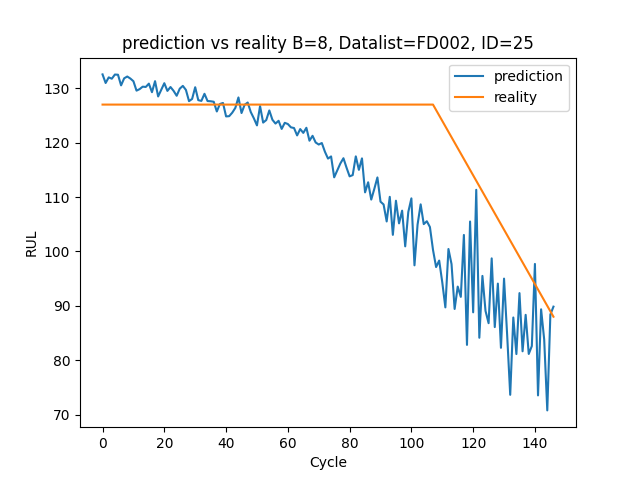 prediction vs reality B=8, Datalist=FD002, ID=25
prediction
reality
RUL
130
120
110
100
90
80
70
0 20 40 60 80 100 120 140
Cycle